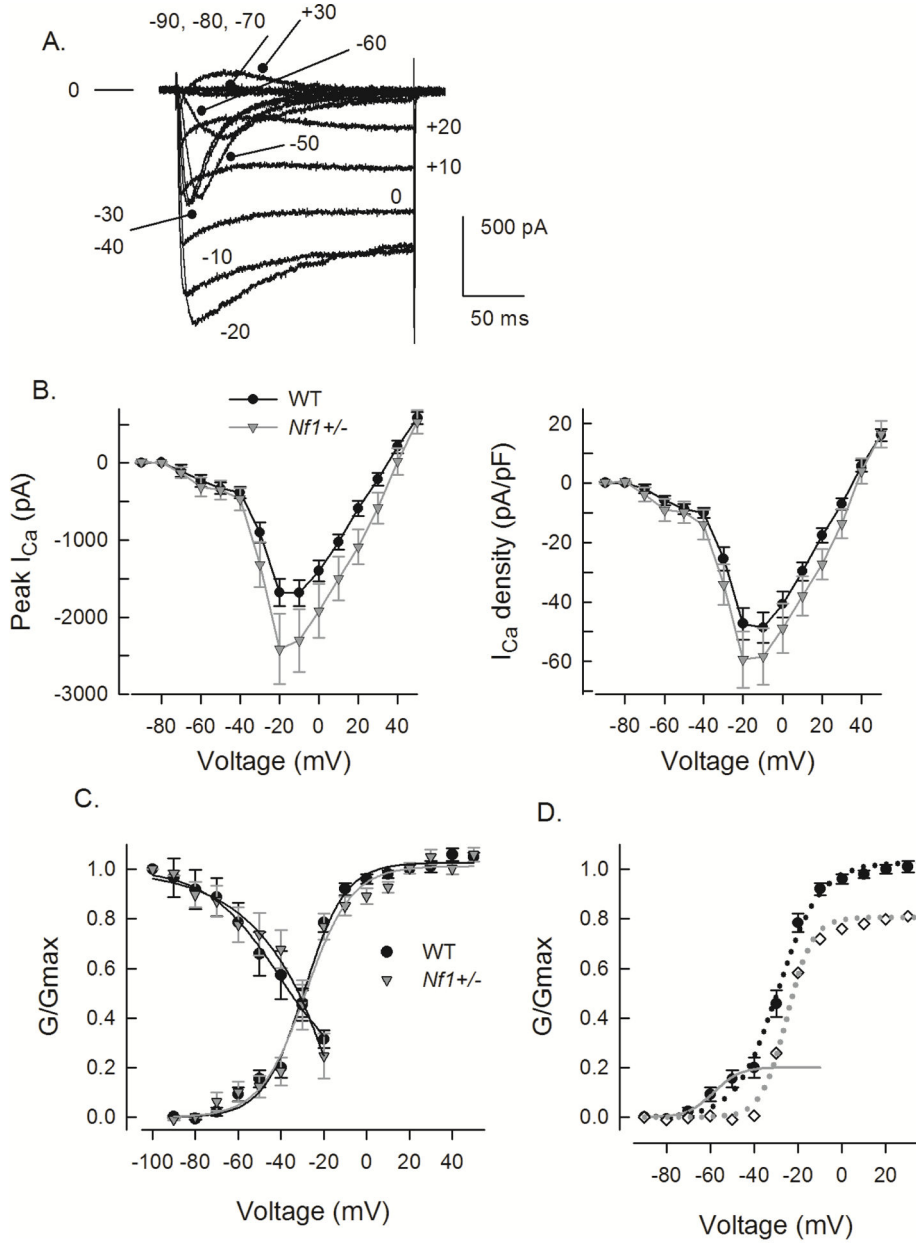 A.
-90, -80, -70
+30
-60
0
+20
-50
+10
-30
-40
0
-10
-20
500 pA
50 ms
B.
WT
Nf1+/-
Peak ICa (pA)
0
-1000
-2000
-3000
-80 -60 -40 -20 0 20 40
Voltage (mV)
ICa density (pA/pF)
20
0
-20
-40
-60
-80 -60 -40 -20 0 20 40
Voltage (mV)
C.
G/Gmax
1.0
0.8
0.6
0.4
0.2
0.0
WT
Nf1+/-
-100 -80 -60 -40 -20 0 20 40
Voltage (mV)
D.
G/Gmax
1.0
0.8
0.6
0.4
0.2
0.0
-80 -60 -40 -20 0 20
Voltage (mV)